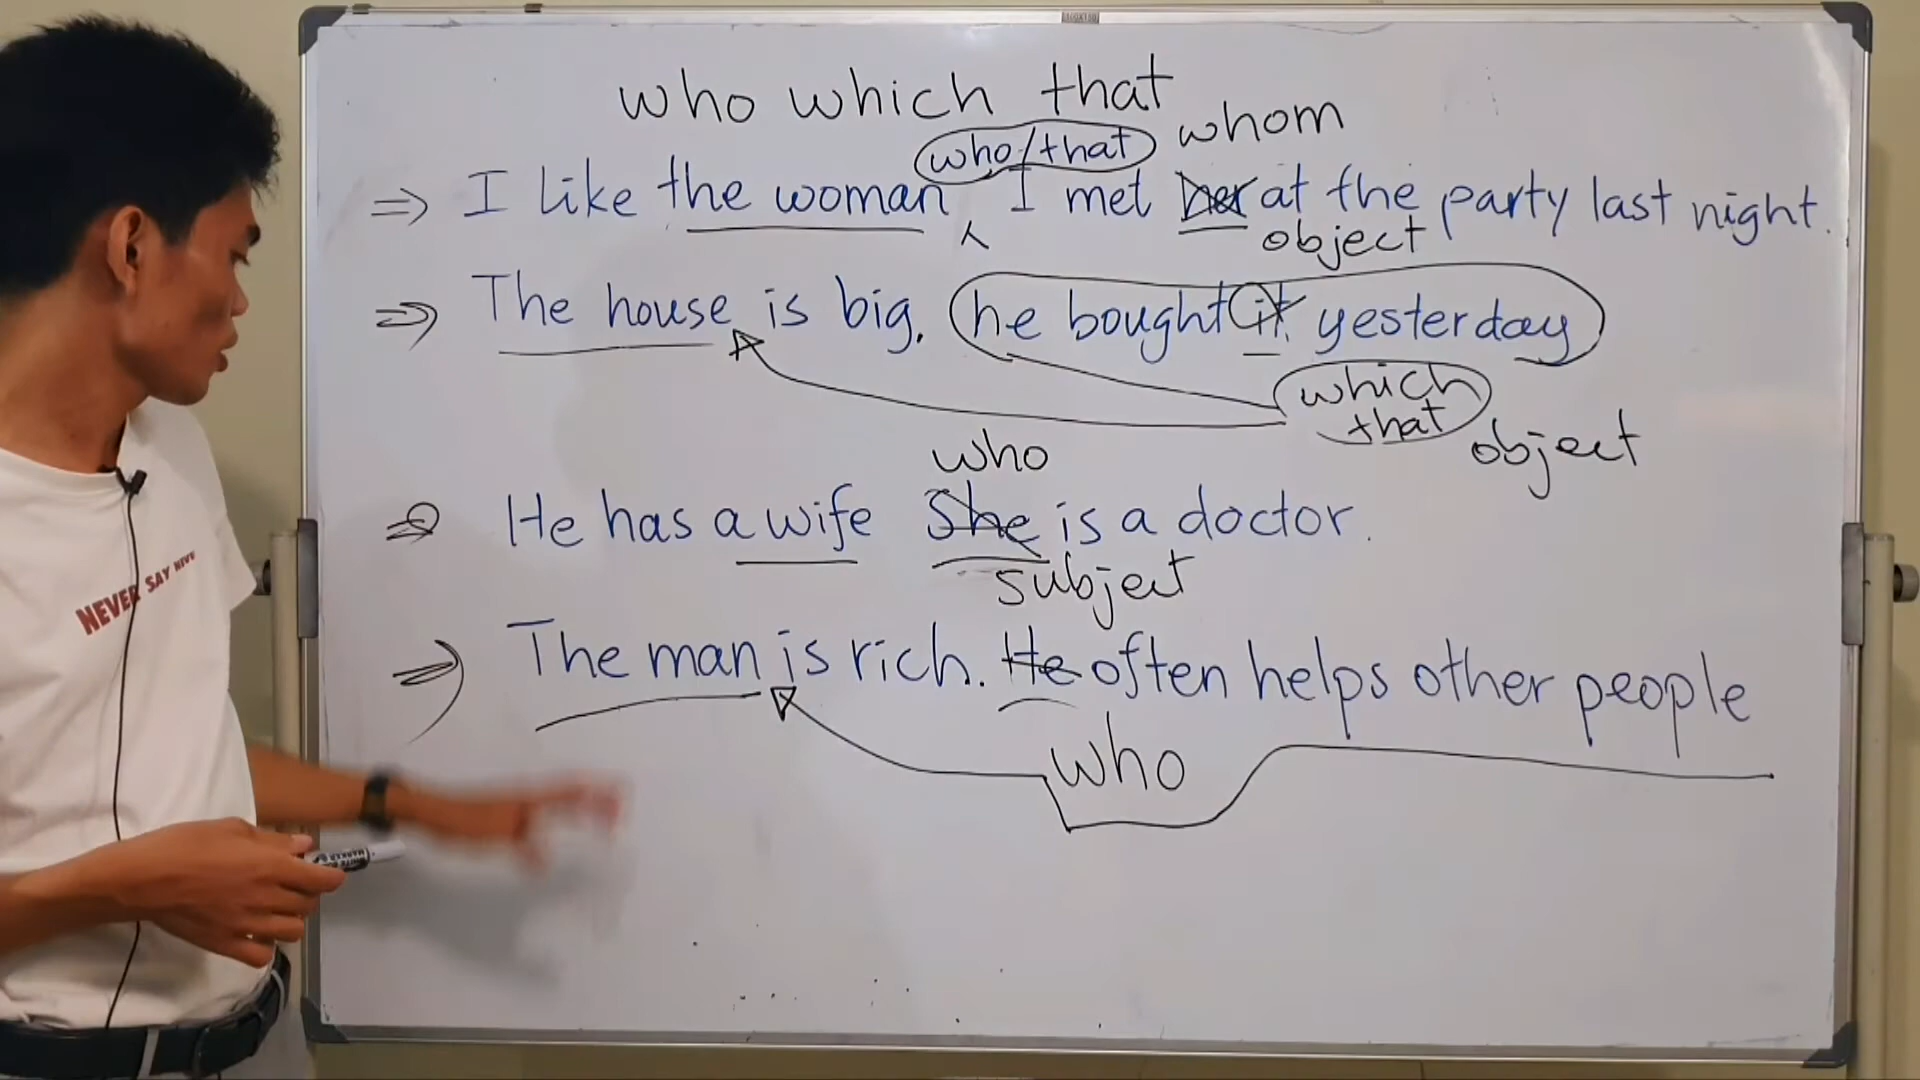 who which that
who/that whom
⇒ I like the woman ⋏ I met her at the party last night.
object
⇒ The house is big. he bought it yesterday
which
that object
who
⇒ He has a wife She is a doctor.
subject
⇒ The man is rich. He often helps other people
who
NEVER SAY NEVER
MARKER